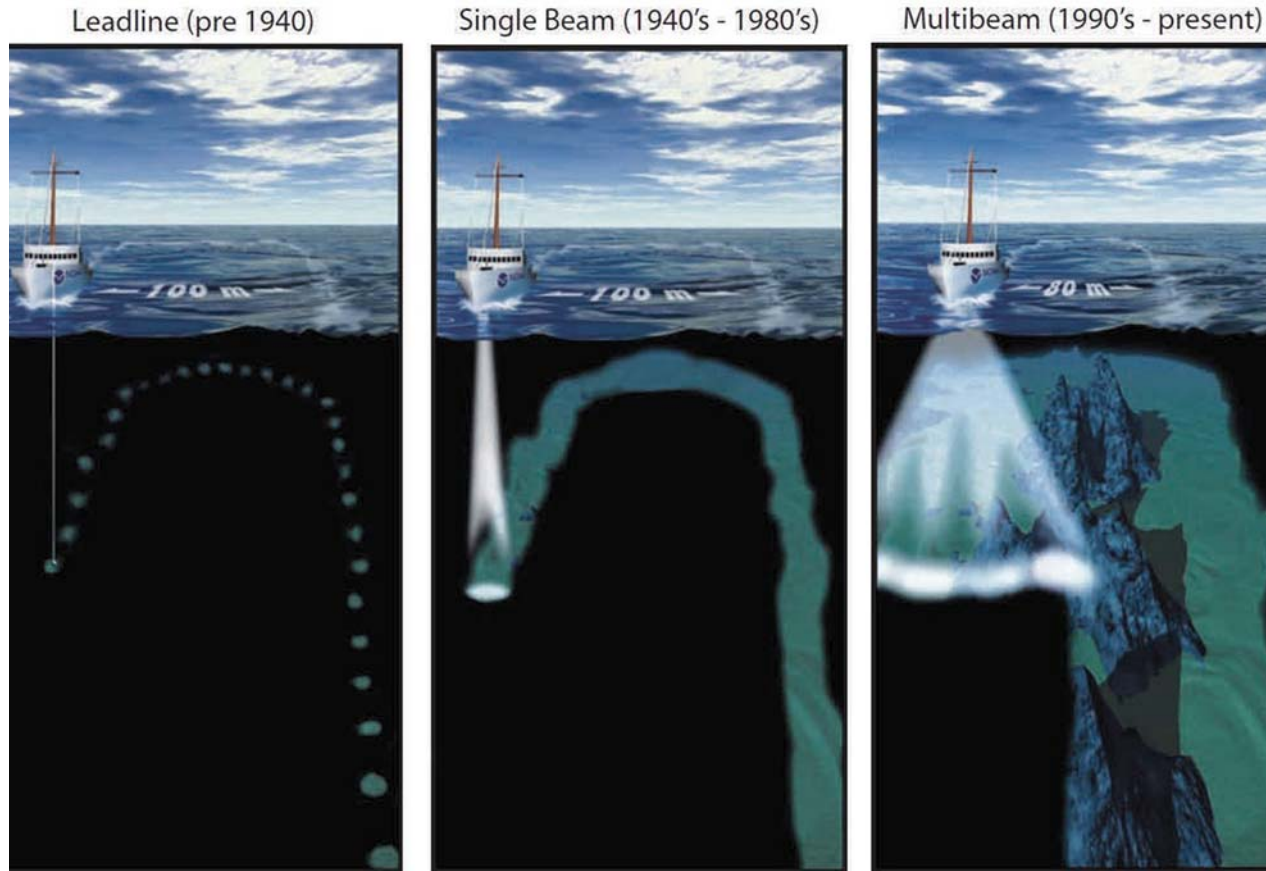 Leadline (pre 1940)
Single Beam (1940's - 1980's)
Multibeam (1990's - present)
100 m
100 m
80 m